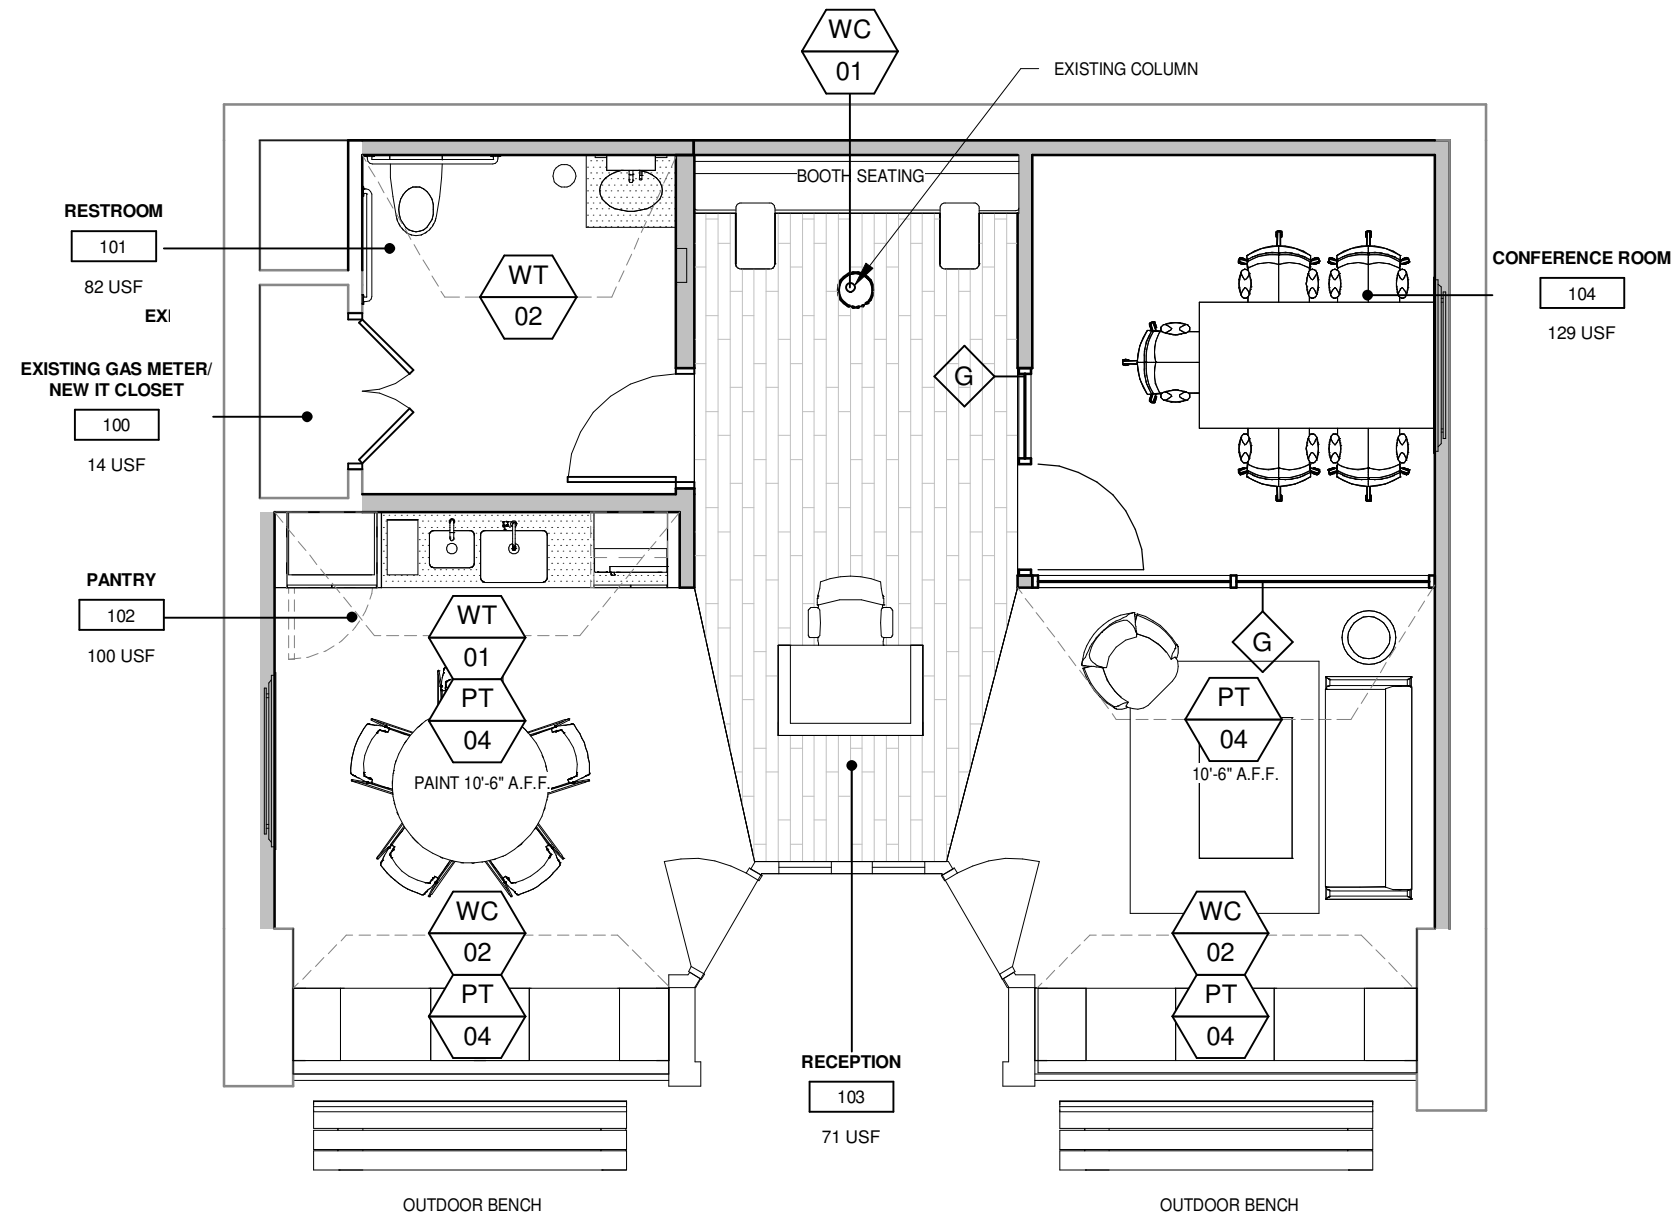 WC
01
EXISTING COLUMN
BOOTH SEATING
RESTROOM
101
82 USF
EXI
WT
02
CONFERENCE ROOM
104
129 USF
EXISTING GAS METER/
NEW IT CLOSET
100
14 USF
G
PANTRY
102
100 USF
WT
01
PT
04
PAINT 10'-6" A.F.F.
G
PT
04
10'-6" A.F.F.
WC
02
PT
04
WC
02
PT
04
RECEPTION
103
71 USF
OUTDOOR BENCH
OUTDOOR BENCH